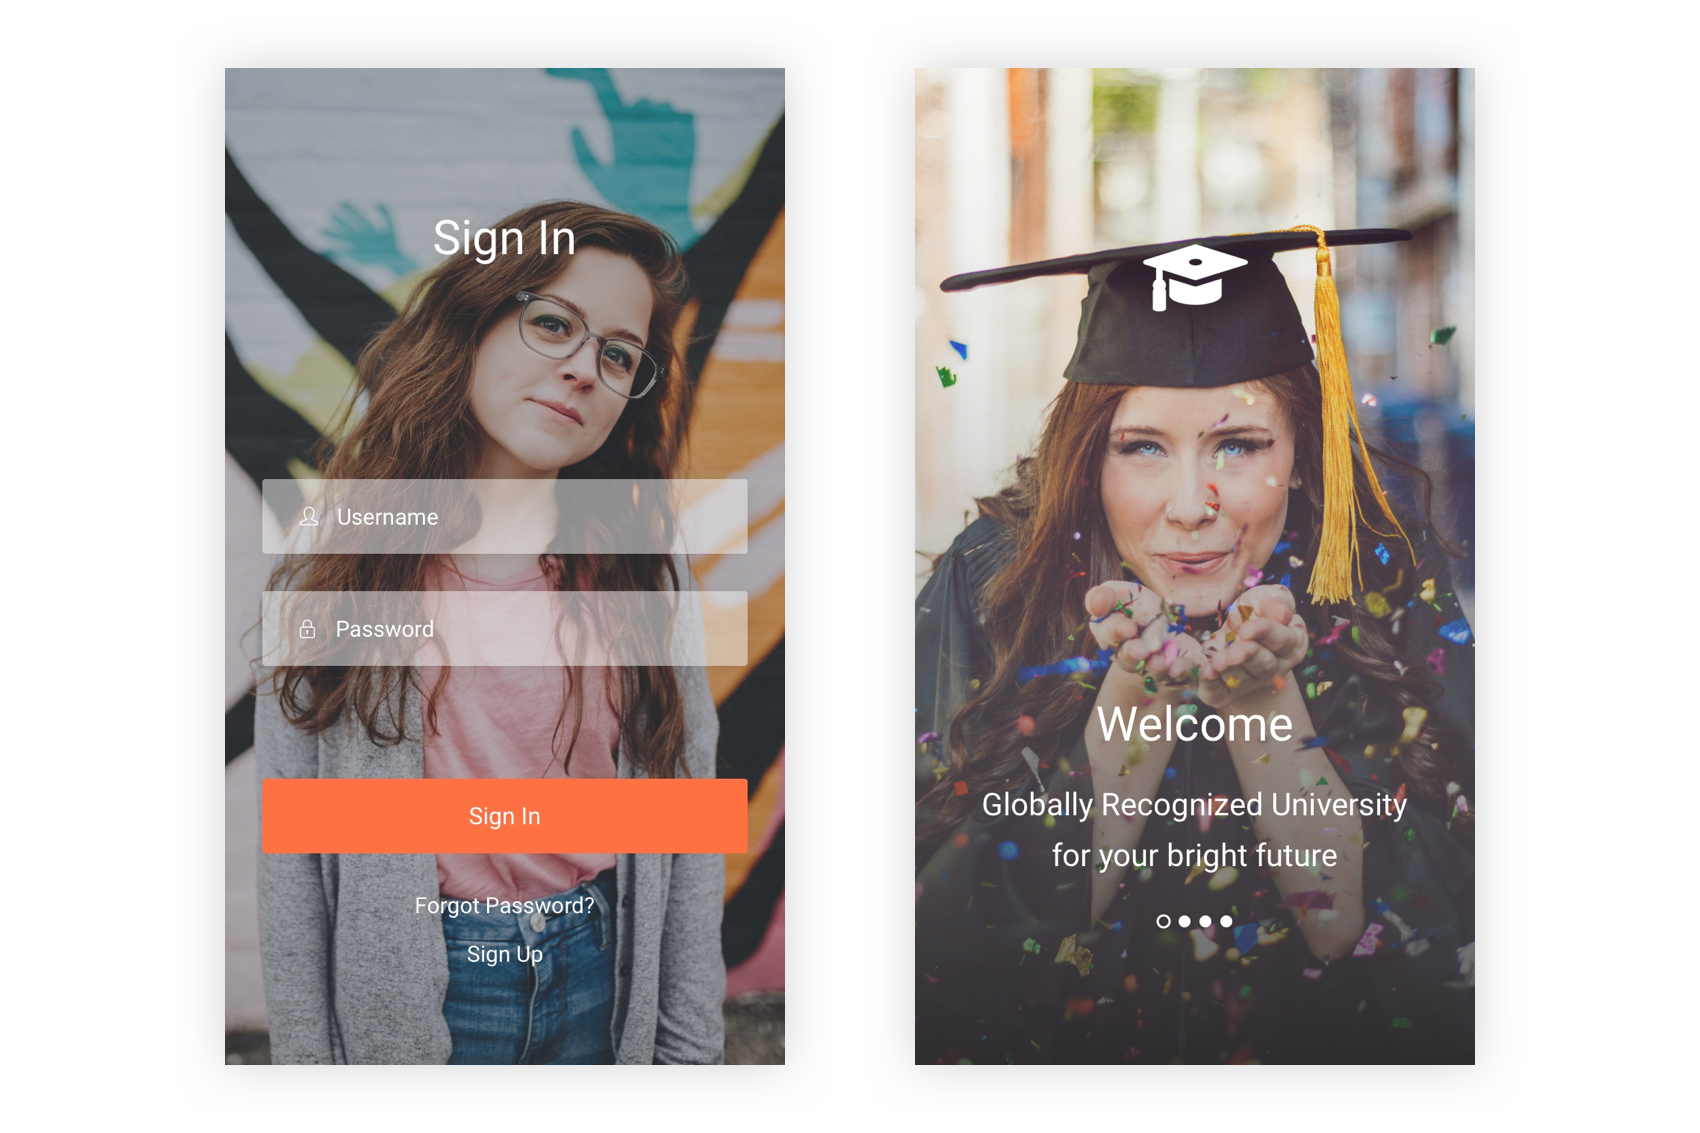 Sign In
Username
Password
Sign In
Forgot Password?
Sign Up
Welcome
Globally Recognized University
for your bright future